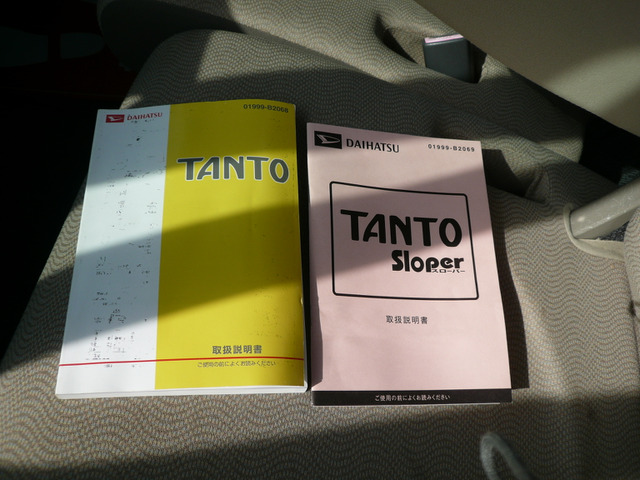 DAIHATSU
01999-B2068
TANTO
取扱説明書
ご使用の前によくお読みください
DAIHATSU
01999-B2069
TANTO
Sloper
スローパー
取扱説明書
ご使用の前によくお読みください